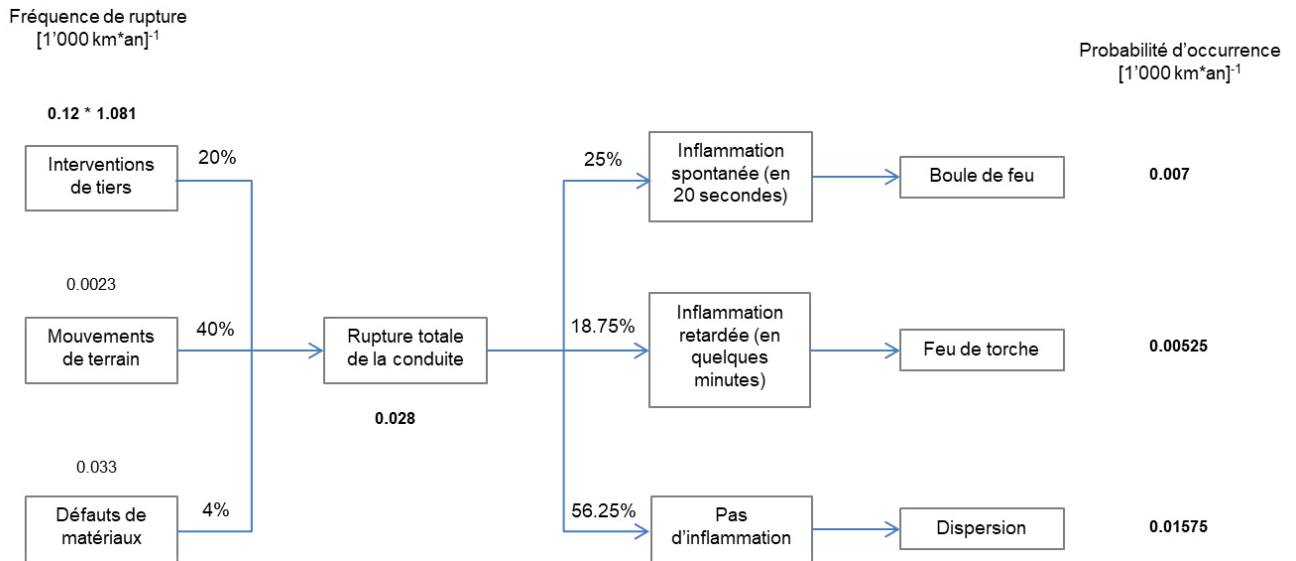 Fréquence de rupture
[1'000 km*an]-1
Probabilité d'occurrence
[1'000 km*an]-1
0.12 * 1.081
Interventions
de tiers
20%
25%
Inflammation
spontanée (en
20 secondes)
Boule de feu
0.007
0.0023
Mouvements
de terrain
40%
Rupture totale
de la conduite
0.028
18.75%
Inflammation
retardée (en
quelques
minutes)
Feu de torche
0.00525
0.033
Défauts de
matériaux
4%
56.25%
Pas
d'inflammation
Dispersion
0.01575